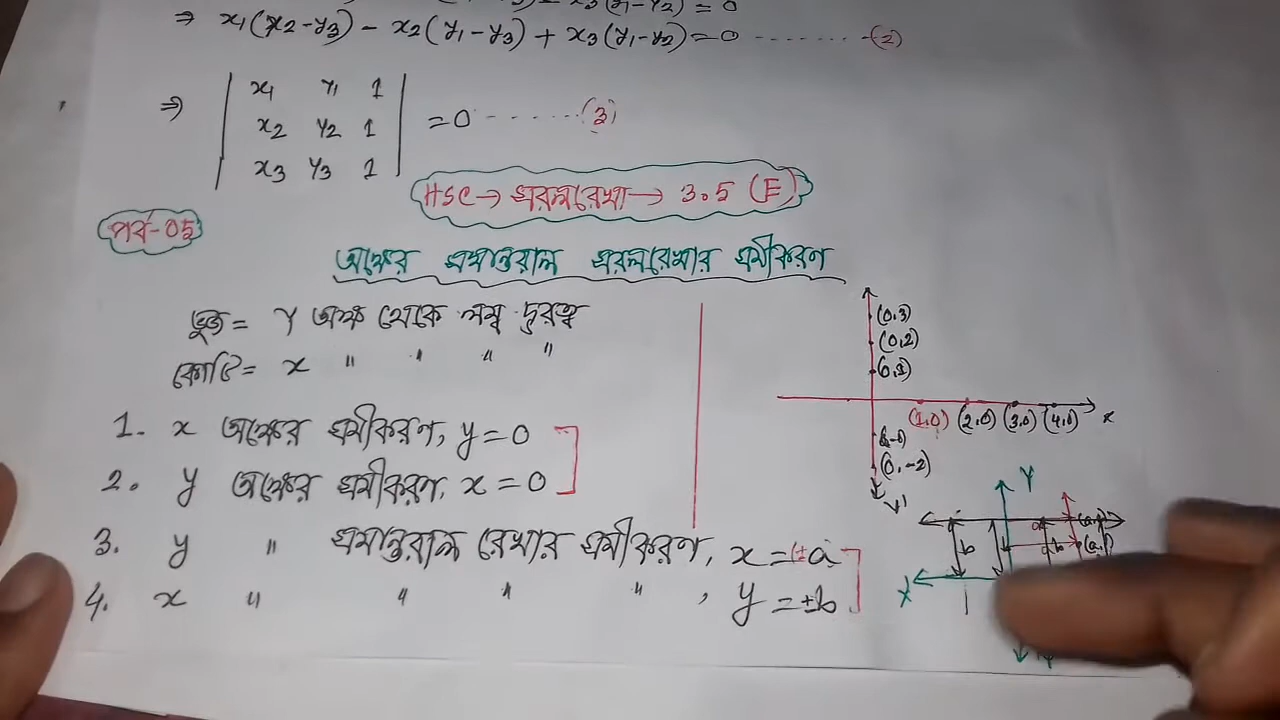 x3(y1-y2) = 0
⇒ x1(x2-y3) - x2(y1-y3) + x3(y1-y2) = 0 ........ (2)
⇒ | x1 y1 1 |
| x2 y2 1 | = 0 ...... (3)
| x3 y3 1 |
HSC → সরলরেখা → 3.5 (E)
পর্ব-05
অক্ষের সমান্তরাল সরলরেখার সমীকরণ
ভূজ = Y অক্ষ থেকে লম্ব দুরত্ব
কোটি = x " " " "
1. x অক্ষের সমীকরণ, y = 0
2. y অক্ষের সমীকরণ, x = 0
3. y " সমান্তরাল রেখার সমীকরণ, x = ±a
4. x " " " " , y = ±b
(0,3)
(0,2)
(1,0) (2,0) (3,0) (4,0) x
(0,-2)
Y'
Y
b
X'